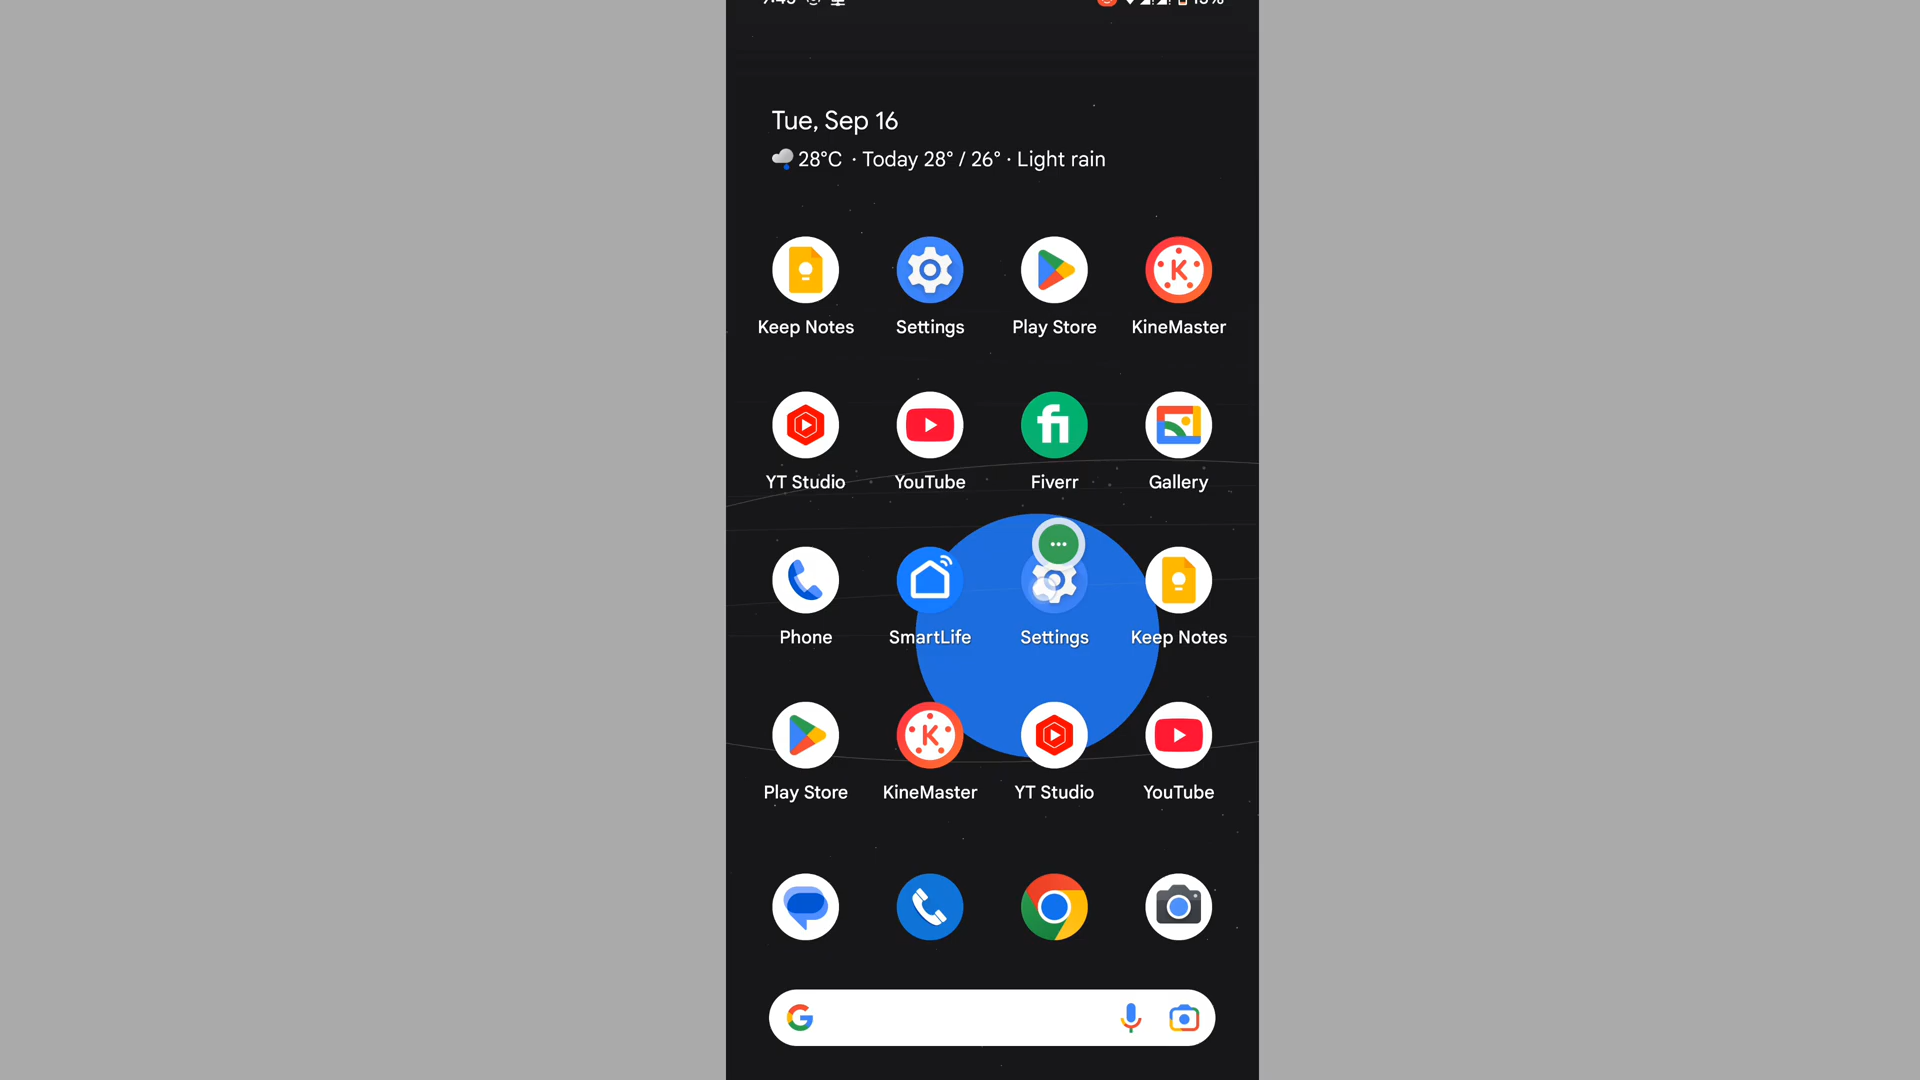 Tue, Sep 16
28°C · Today 28° / 26° · Light rain
Keep Notes Settings Play Store KineMaster
YT Studio YouTube Fiverr Gallery
Phone SmartLife Settings Keep Notes
Play Store KineMaster YT Studio YouTube